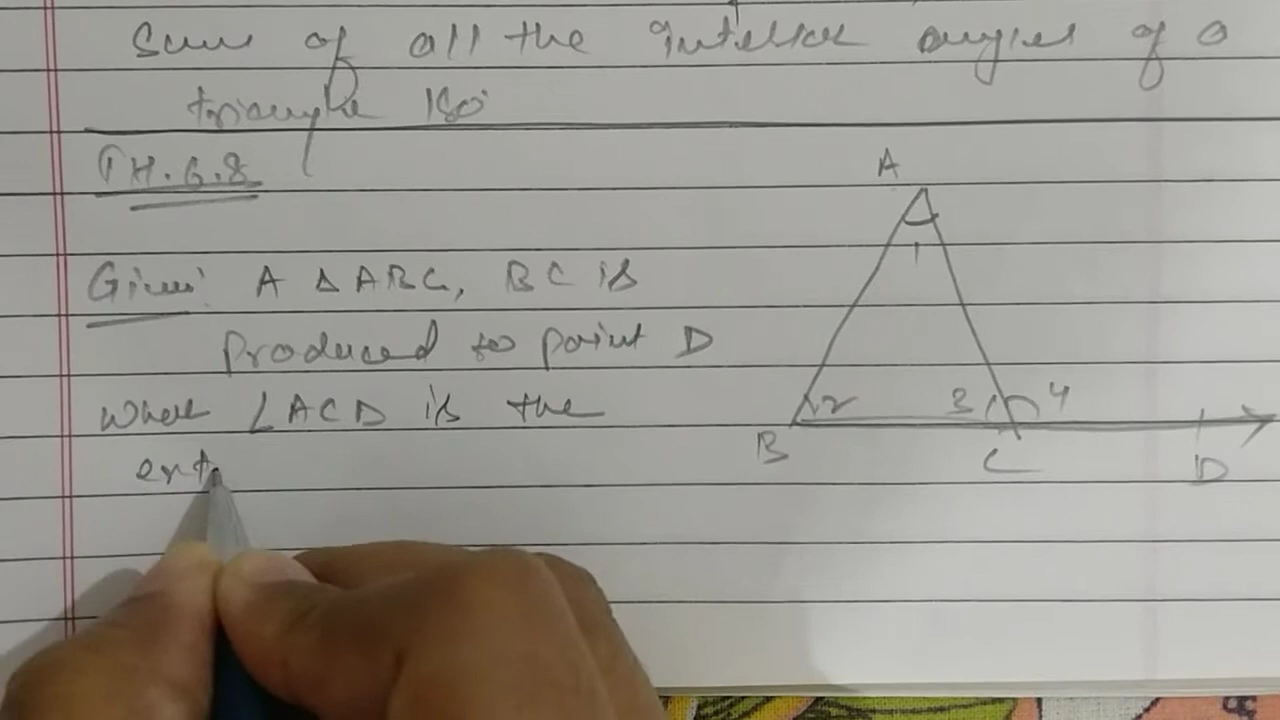 Sum of all the interior angles of a
triangle 180°
TH.6.8
A
1
Given: A Δ ABC, BC is
Produced to point D
Where ∠ACD is the
2 3 4
B C D
ext